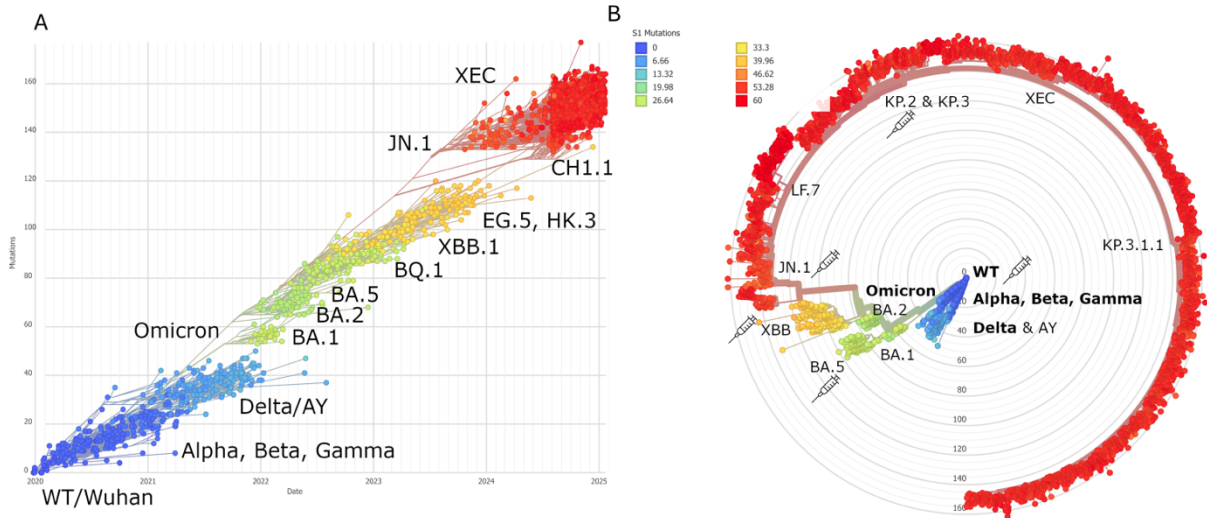 A
160
140
120
100
80
60
40
20
0
Mutations
2020
2021
2022
2023
2024
2025
Date
XEC
JN.1
CH1.1
EG.5, HK.3
XBB.1
BQ.1
BA.5
BA.2
Omicron
BA.1
Delta/AY
Alpha, Beta, Gamma
WT/Wuhan
B
S1 Mutations
0
6.66
13.32
19.98
26.64
33.3
39.96
46.62
53.28
60
KP.2 & KP.3
XEC
LF.7
KP.3.1.1
JN.1
WT
Omicron
Alpha, Beta, Gamma
BA.2
Delta & AY
XBB
BA.1
BA.5
0
20
40
60
80
100
120
140
160